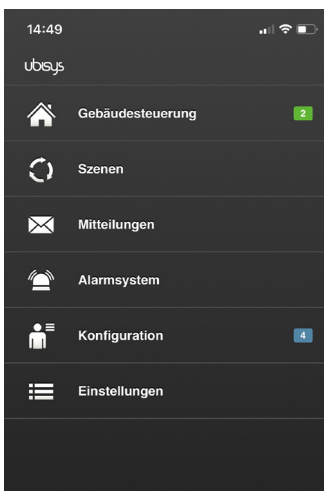 14:49
ubisys
Gebäudesteuerung 2
Szenen
Mitteilungen
Alarmsystem
Konfiguration 4
Einstellungen